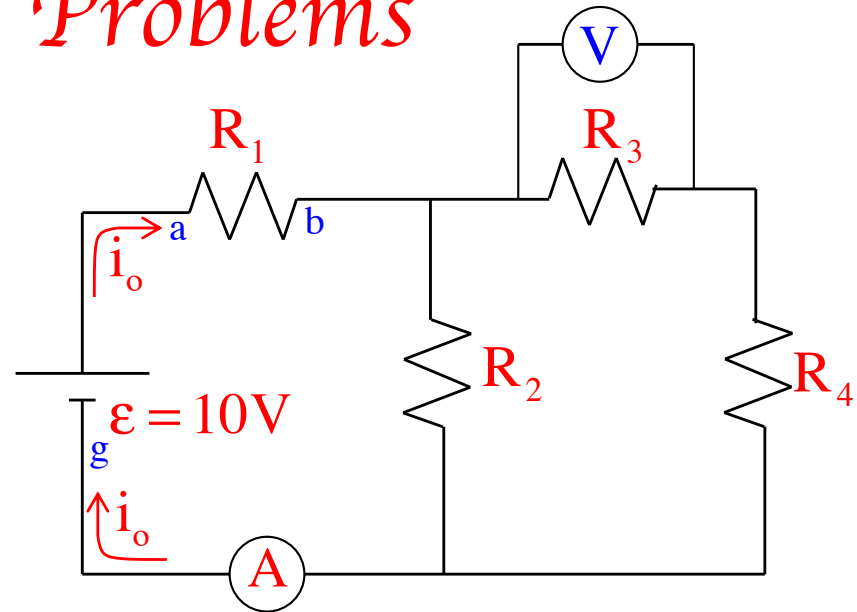 Problems
V
R₁
R₃
a
b
iₒ
R₂
R₄
ε = 10V
g
iₒ
A